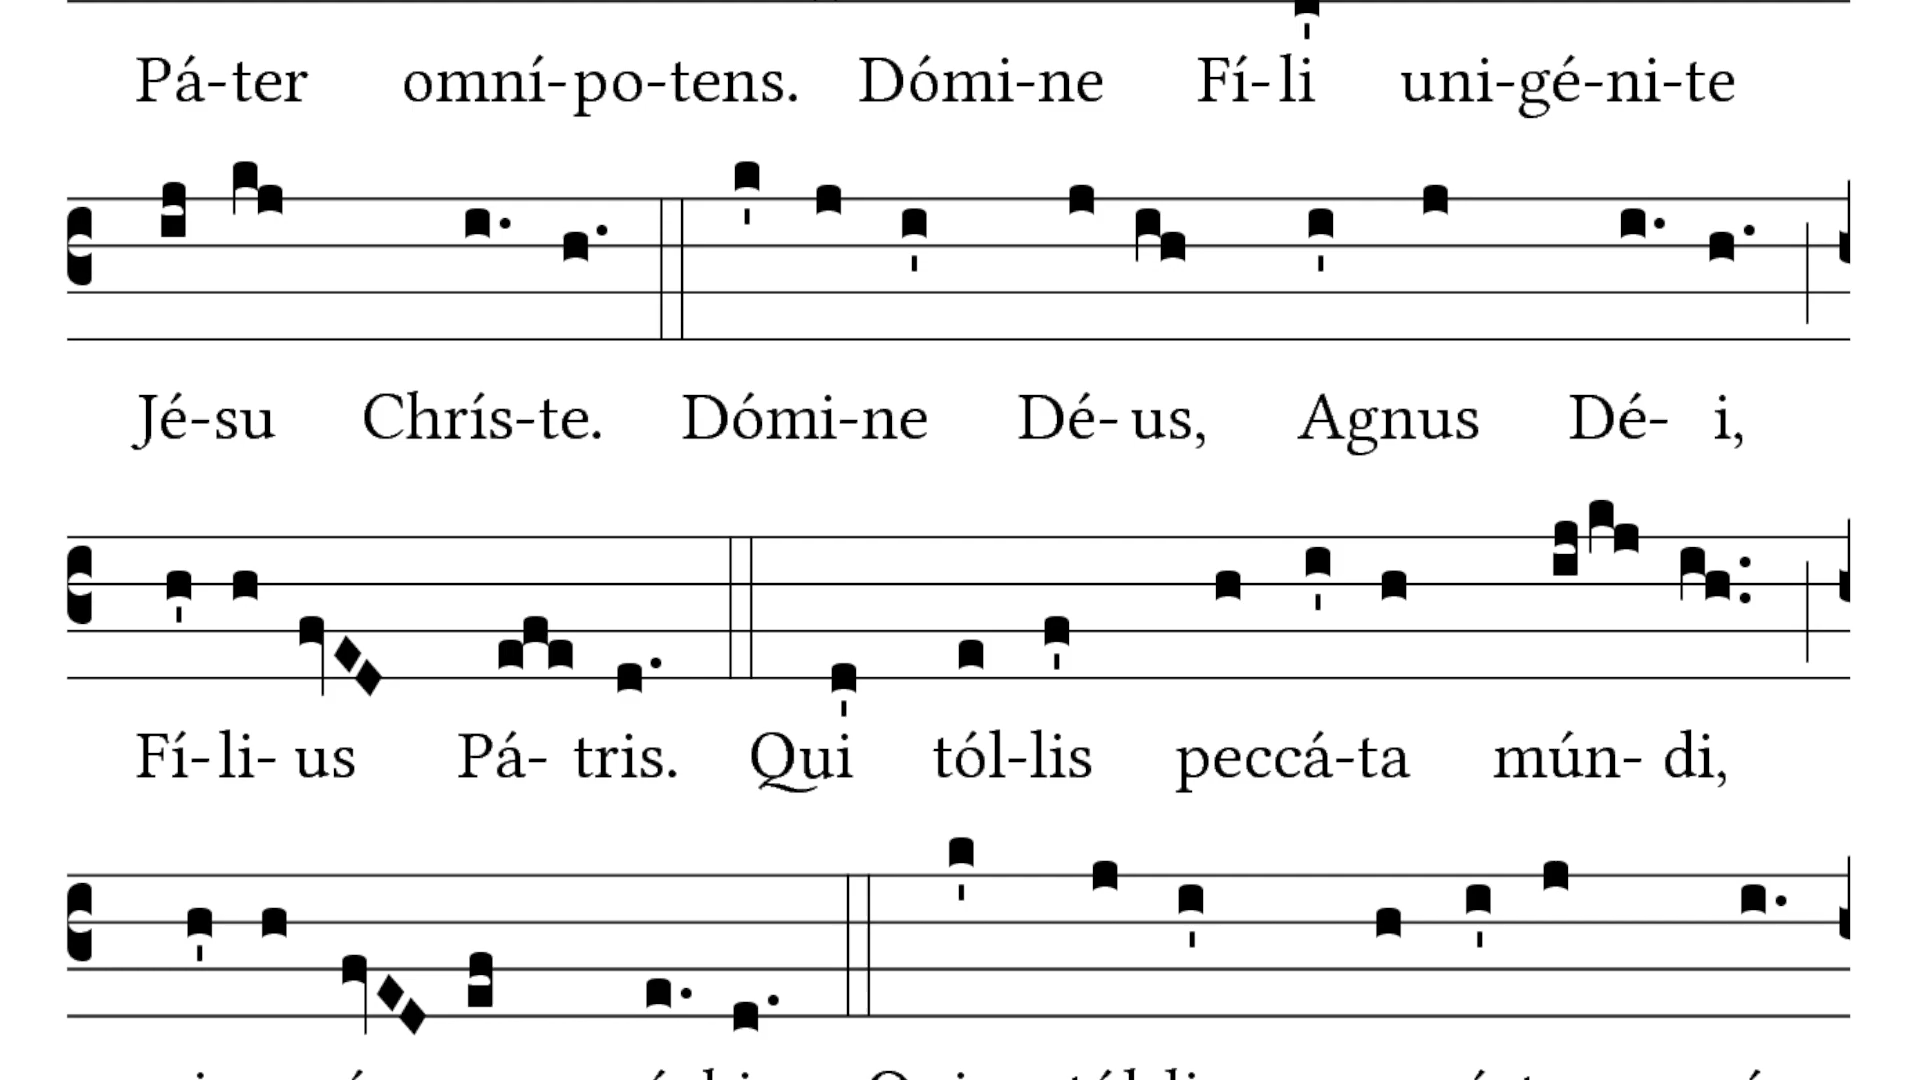 Pá-ter omní-po-tens. Dómi-ne Fí-li uni-gé-ni-te
Jé-su Chrís-te. Dómi-ne Dé-us, Agnus Dé- i,
Fí-li- us Pá- tris. Qui tól-lis peccá-ta mún- di,